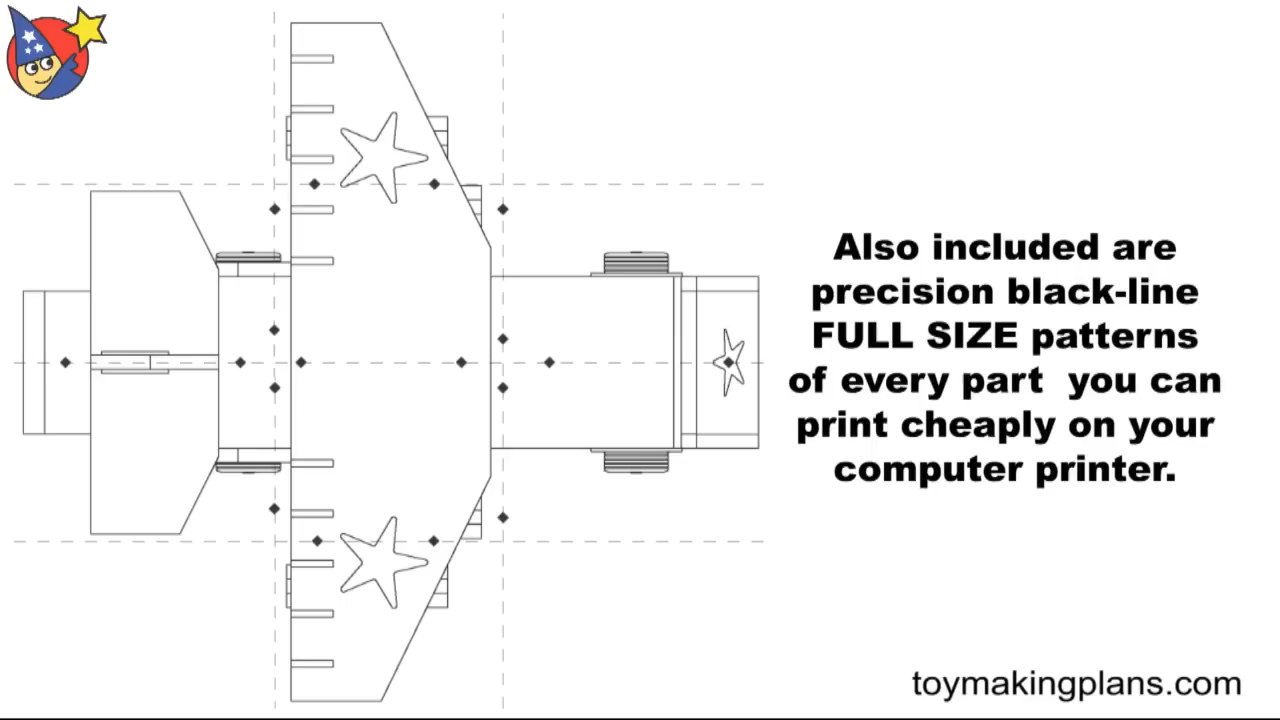 Also included are
precision black-line
FULL SIZE patterns
of every part  you can
print cheaply on your
computer printer.
toymakingplans.com